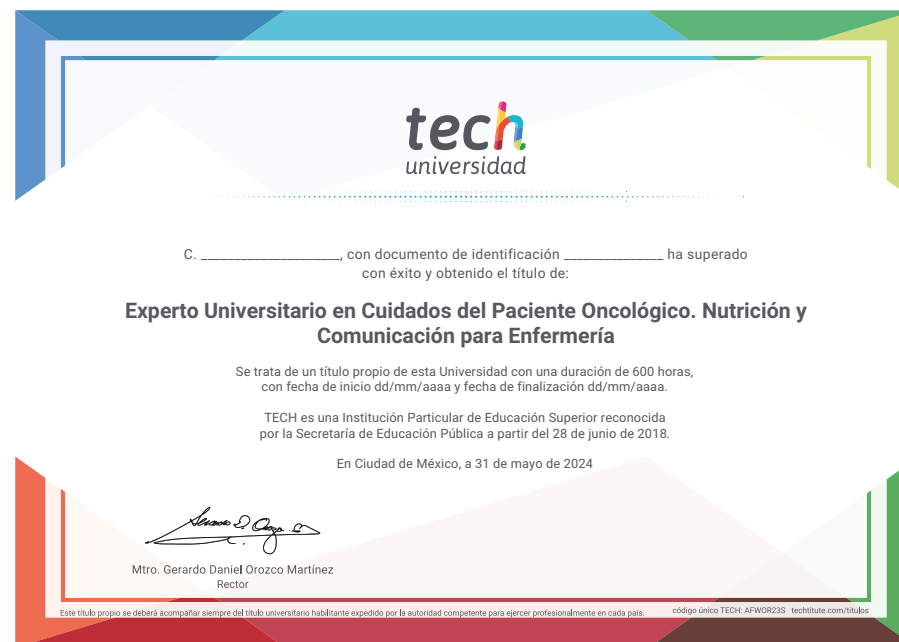 tech
universidad
C. _____________________, con documento de identificación _______________ ha superado
con éxito y obtenido el título de:
Experto Universitario en Cuidados del Paciente Oncológico. Nutrición y
Comunicación para Enfermería
Se trata de un título propio de esta Universidad con una duración de 600 horas,
con fecha de inicio dd/mm/aaaa y fecha de finalización dd/mm/aaaa.
TECH es una Institución Particular de Educación Superior reconocida
por la Secretaría de Educación Pública a partir del 28 de junio de 2018.
En Ciudad de México, a 31 de mayo de 2024
Mtro. Gerardo Daniel Orozco Martínez
Rector
Este título propio se deberá acompañar siempre del título universitario habilitante expedido por la autoridad competente para ejercer profesionalmente en cada país. código único TECH: AFWOR23S techtitute.com/titulos